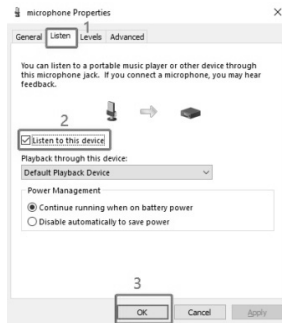 microphone Properties
1
General Listen Levels Advanced
You can listen to a portable music player or other device through
this microphone jack. If you connect a microphone, you may hear
feedback.
2
Listen to this device
Playback through this device:
Default Playback Device
Power Management
Continue running when on battery power
Disable automatically to save power
3
OK Cancel Apply